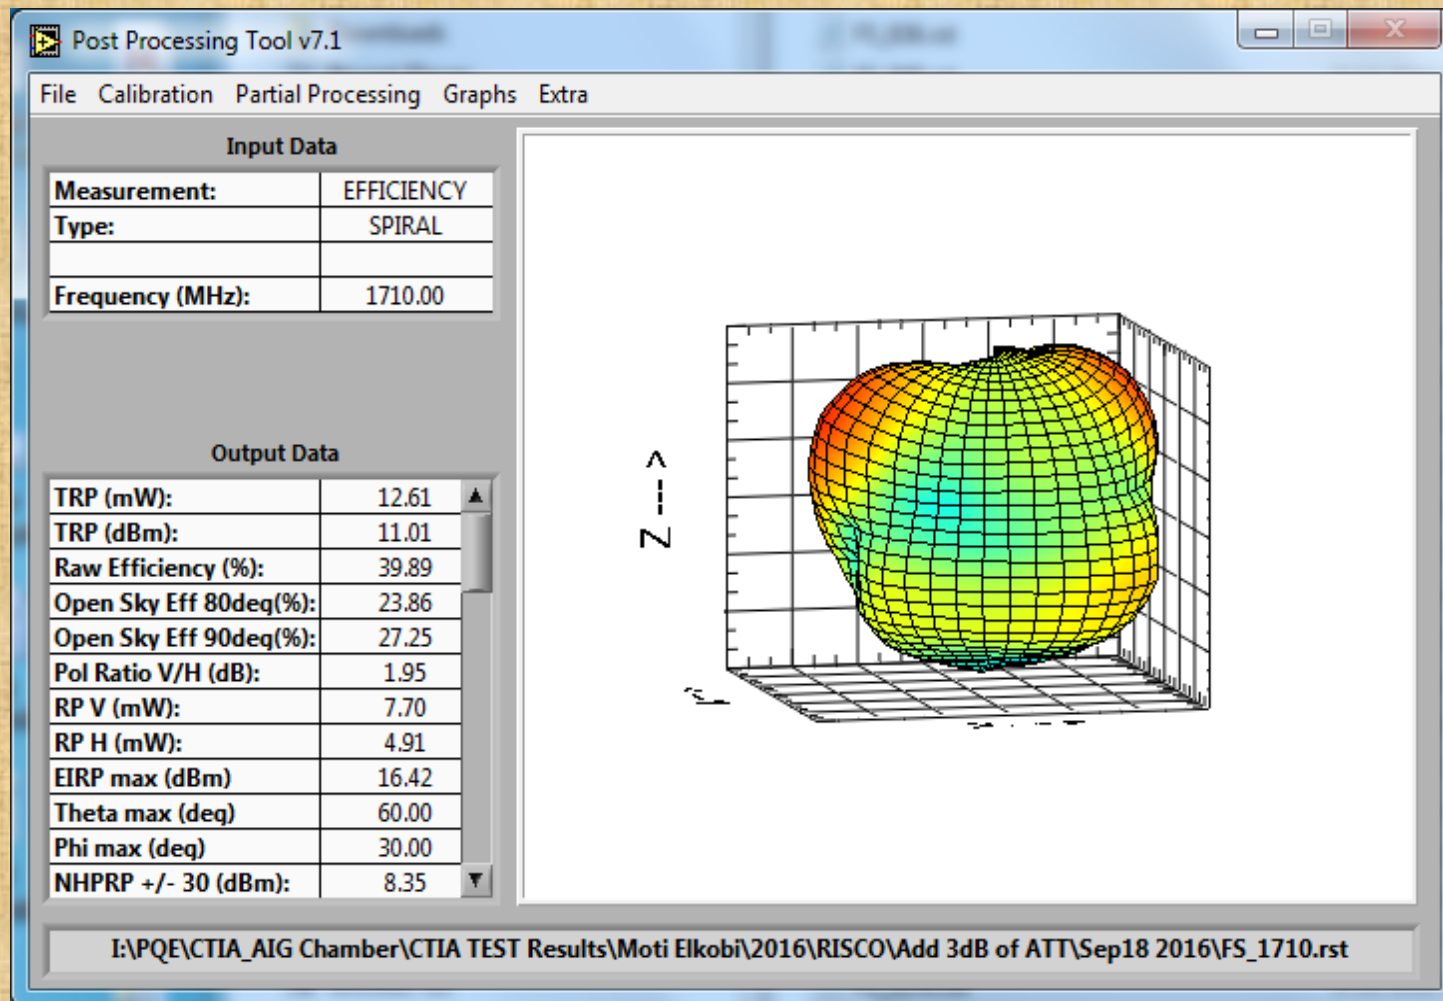 Post Processing Tool v7.1
File Calibration Partial Processing Graphs Extra
Input Data
Measurement: EFFICIENCY
Type: SPIRAL
Frequency (MHz): 1710.00
Output Data
TRP (mW): 12.61
TRP (dBm): 11.01
Raw Efficiency (%): 39.89
Open Sky Eff 80deg(%): 23.86
Open Sky Eff 90deg(%): 27.25
Pol Ratio V/H (dB): 1.95
RP V (mW): 7.70
RP H (mW): 4.91
EIRP max (dBm) 16.42
Theta max (deg) 60.00
Phi max (deg) 30.00
NHPRP +/- 30 (dBm): 8.35
Z --->
I:\PQE\CTIA_AIG Chamber\CTIA TEST Results\Moti Elkobi\2016\RISCO\Add 3dB of ATT\Sep18 2016\FS_1710.rst